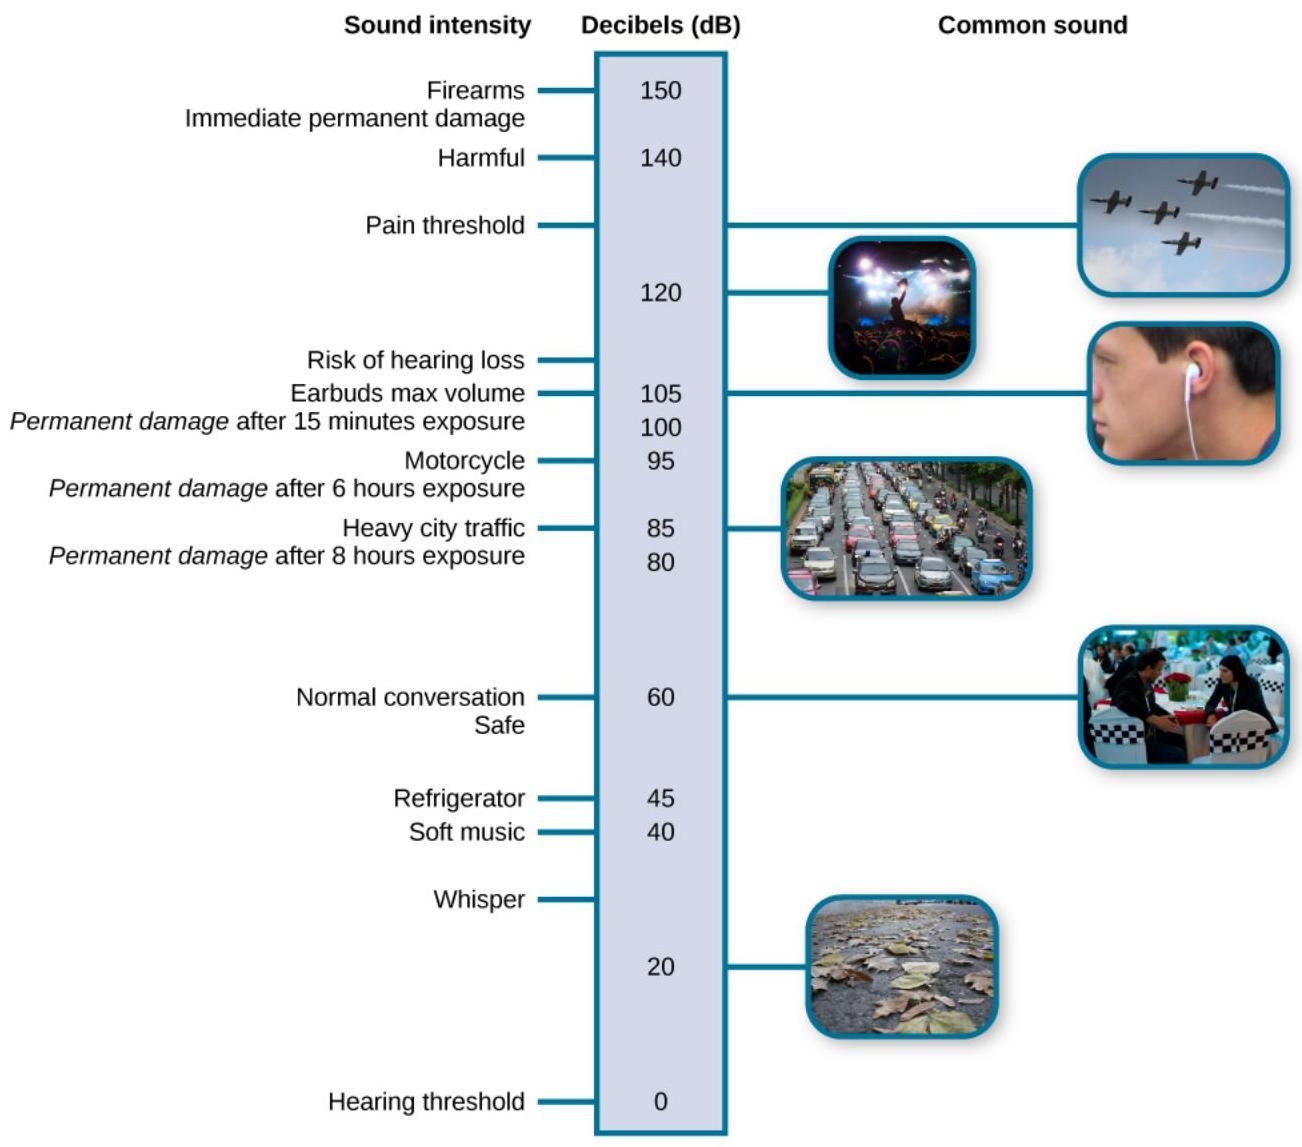 Sound intensity Decibels (dB) Common sound
Firearms 150
Immediate permanent damage
Harmful 140
Pain threshold
120
Risk of hearing loss
Earbuds max volume 105
Permanent damage after 15 minutes exposure 100
Motorcycle 95
Permanent damage after 6 hours exposure
Heavy city traffic 85
Permanent damage after 8 hours exposure 80
Normal conversation 60
Safe
Refrigerator 45
Soft music 40
Whisper
20
Hearing threshold 0